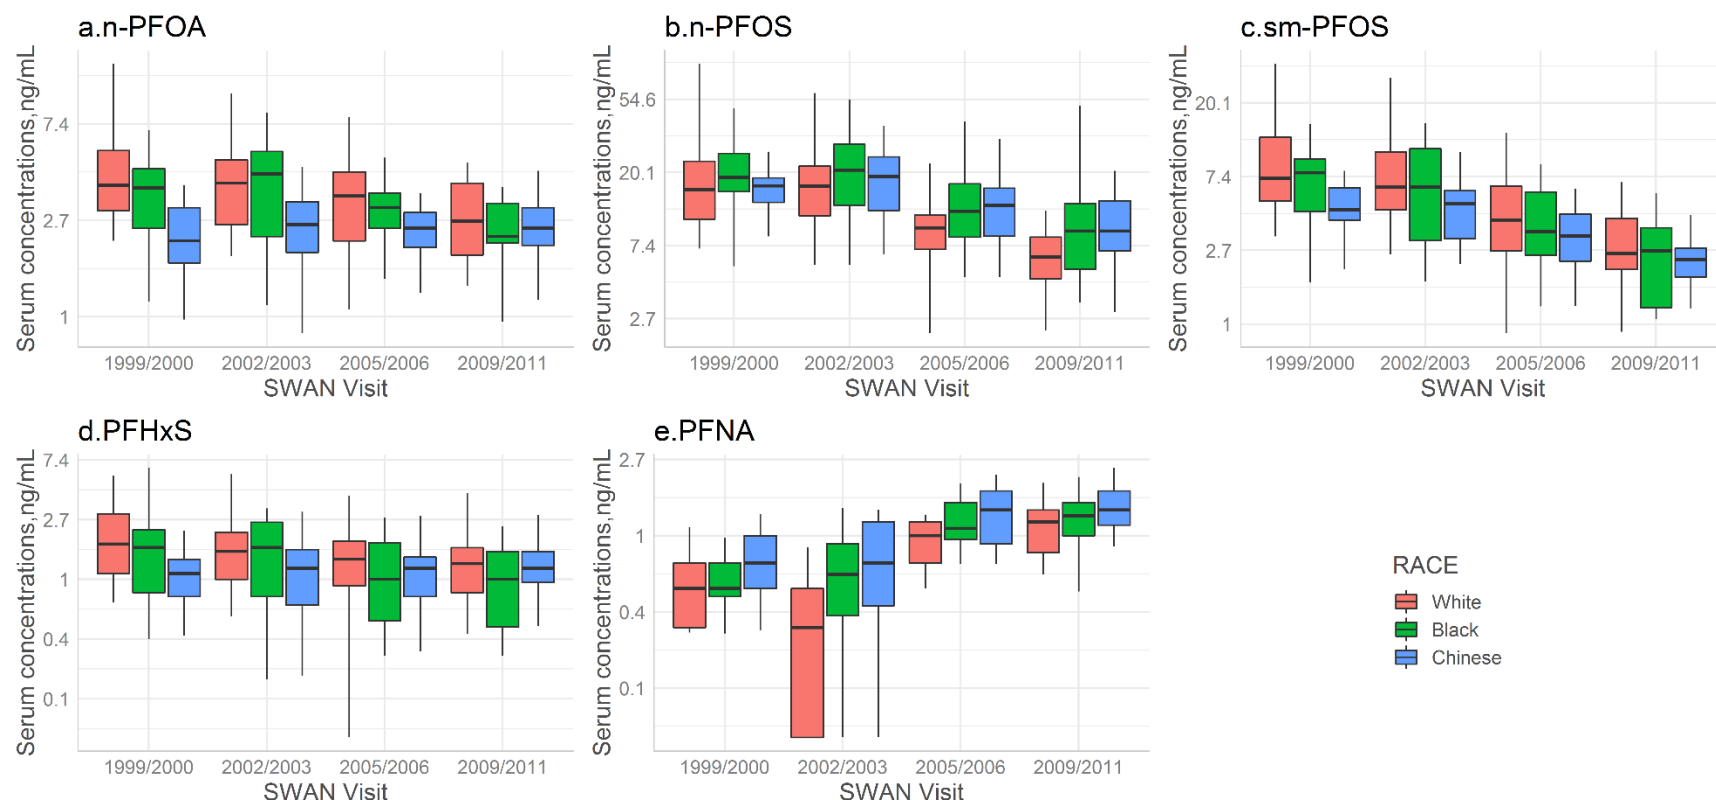 a.n-PFOA
Serum concentrations,ng/mL
7.4
2.7
1
1999/2000 2002/2003 2005/2006 2009/2011
SWAN Visit
b.n-PFOS
Serum concentrations,ng/mL
54.6
20.1
7.4
2.7
1999/2000 2002/2003 2005/2006 2009/2011
SWAN Visit
c.sm-PFOS
Serum concentrations,ng/mL
20.1
7.4
2.7
1
1999/2000 2002/2003 2005/2006 2009/2011
SWAN Visit
d.PFHxS
Serum concentrations,ng/mL
7.4
2.7
1
0.4
0.1
1999/2000 2002/2003 2005/2006 2009/2011
SWAN Visit
e.PFNA
Serum concentrations,ng/mL
2.7
1
0.4
0.1
1999/2000 2002/2003 2005/2006 2009/2011
SWAN Visit
RACE
White
Black
Chinese